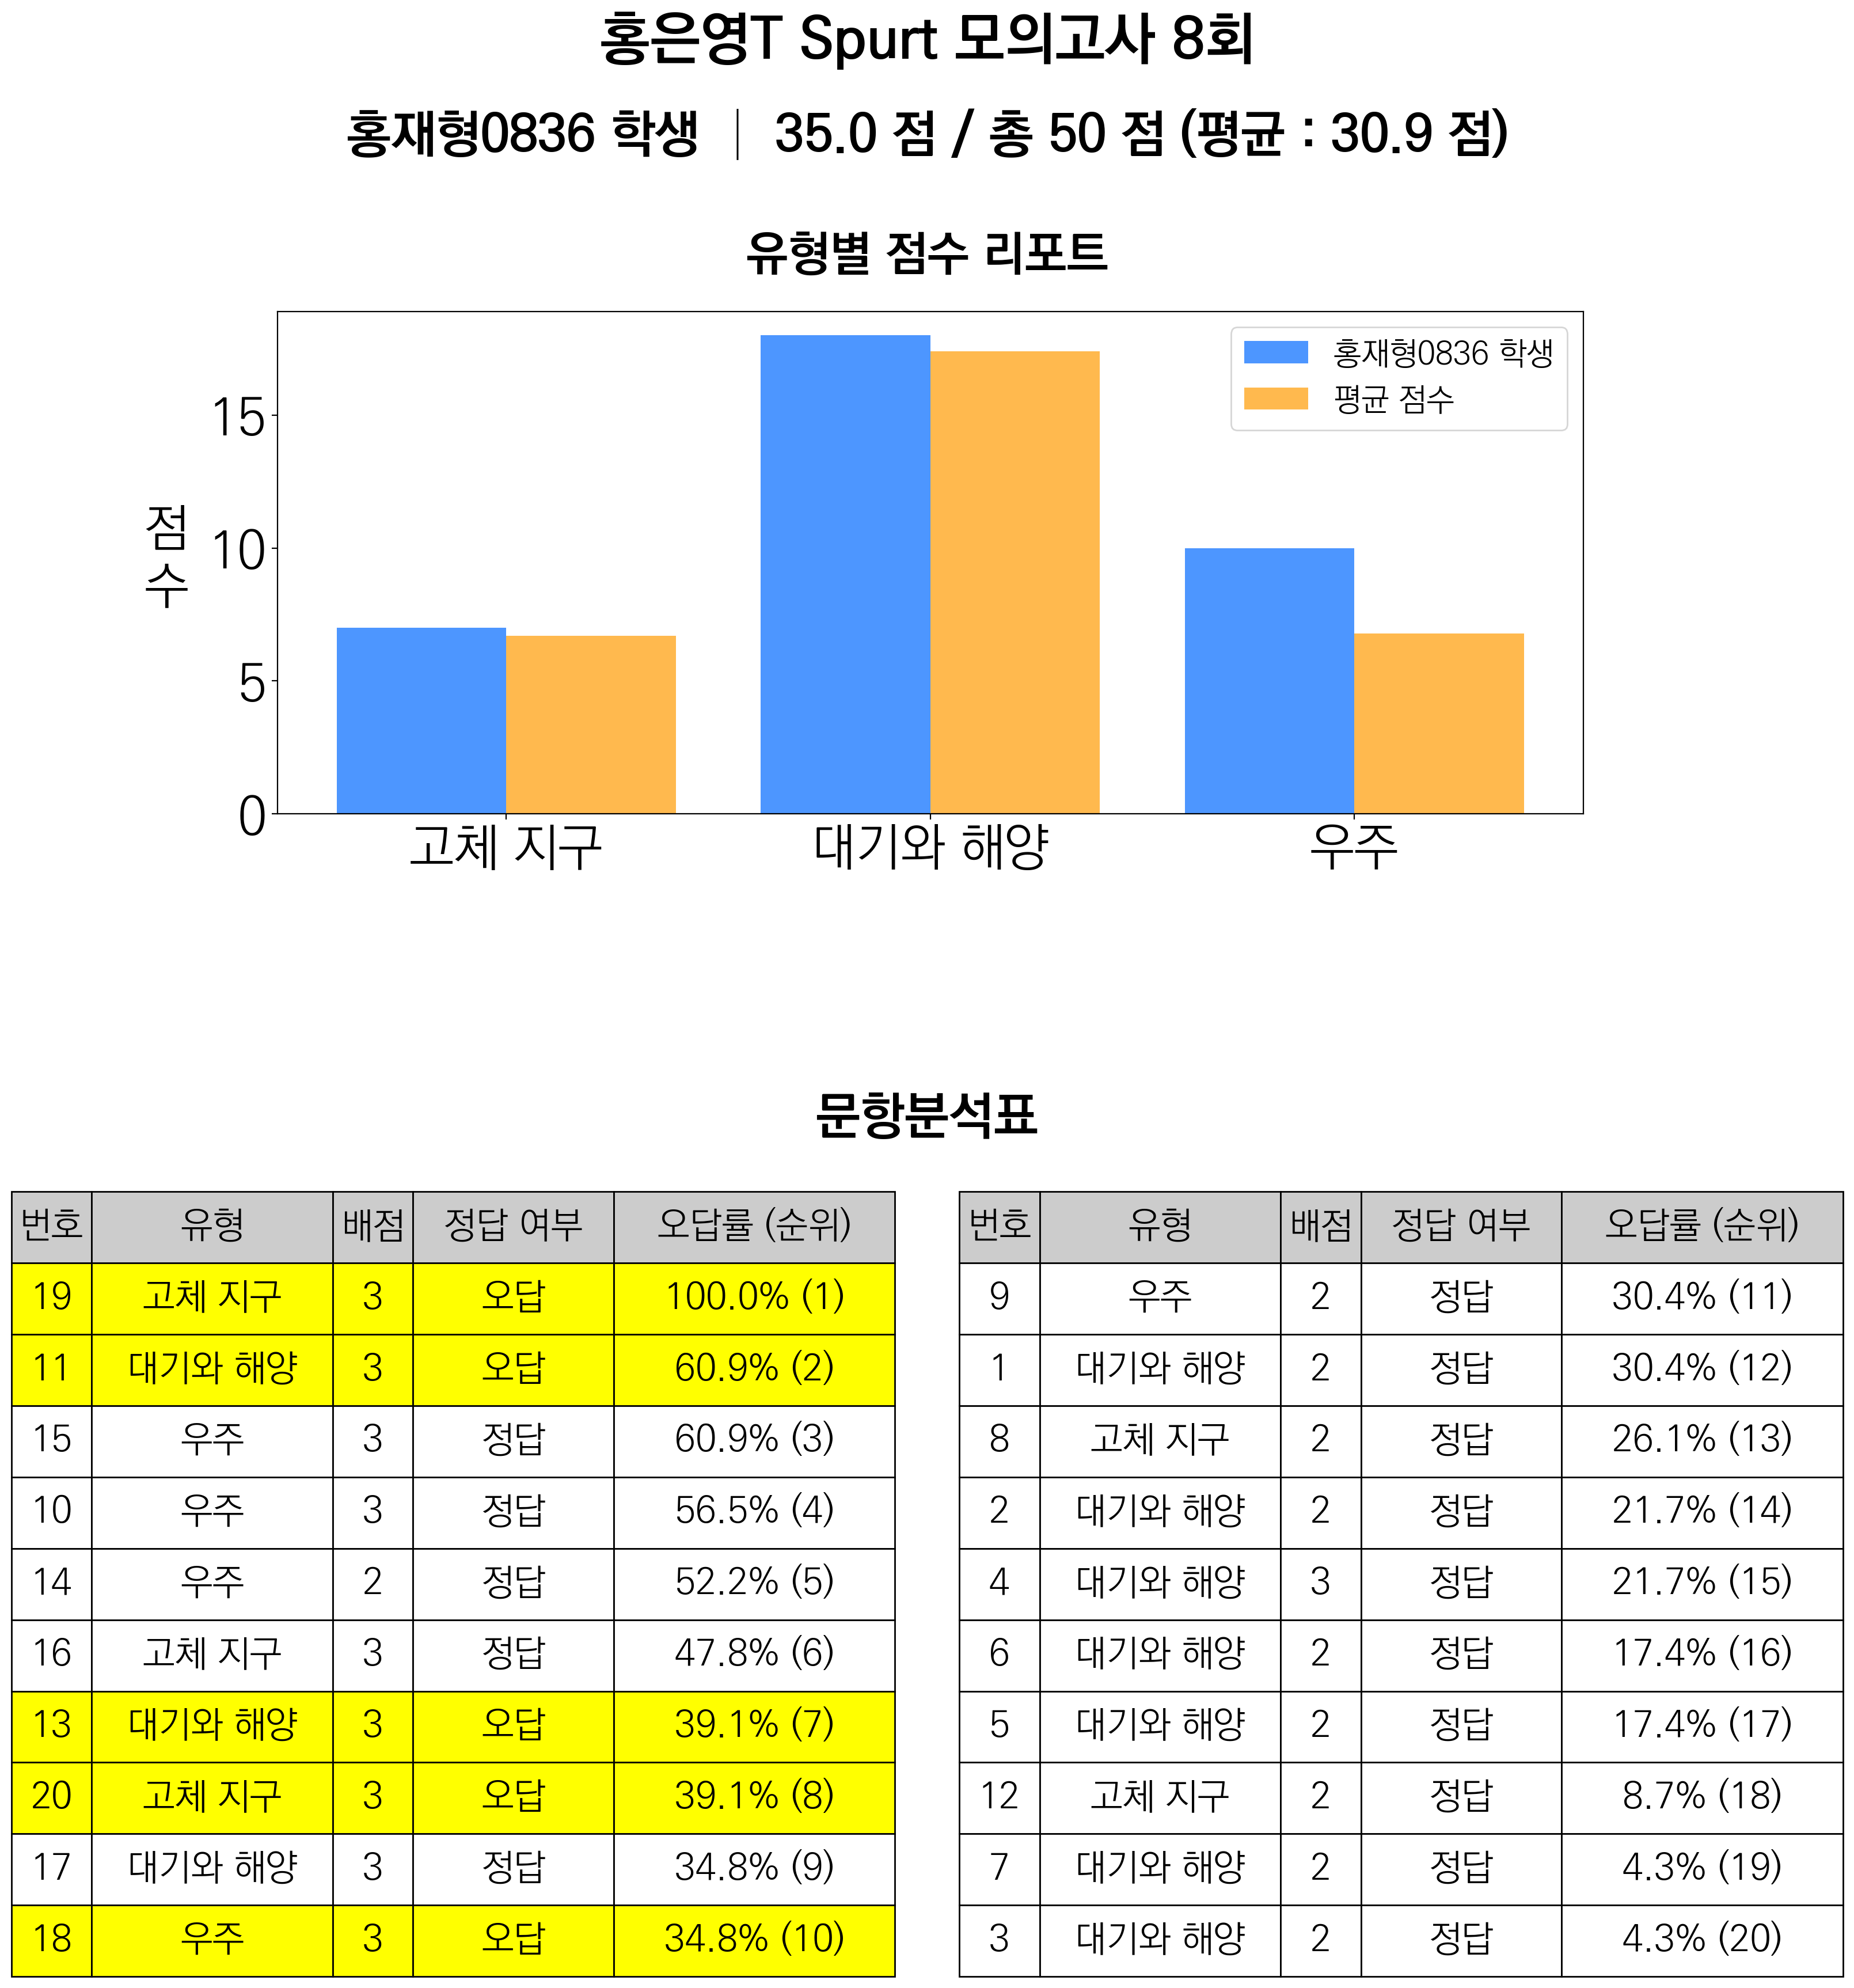 홍은영T Spurt 모의고사 8회
홍재형0836 학생 | 35.0 점 / 총 50 점 (평균 : 30.9 점)
유형별 점수 리포트
홍재형0836 학생
평균 점수
점수
15
10
5
0
고체 지구 대기와 해양 우주
문항분석표
번호 유형 배점 정답 여부 오답률 (순위)
19 고체 지구 3 오답 100.0% (1)
11 대기와 해양 3 오답 60.9% (2)
15 우주 3 정답 60.9% (3)
10 우주 3 정답 56.5% (4)
14 우주 2 정답 52.2% (5)
16 고체 지구 3 정답 47.8% (6)
13 대기와 해양 3 오답 39.1% (7)
20 고체 지구 3 오답 39.1% (8)
17 대기와 해양 3 정답 34.8% (9)
18 우주 3 오답 34.8% (10)
번호 유형 배점 정답 여부 오답률 (순위)
9 우주 2 정답 30.4% (11)
1 대기와 해양 2 정답 30.4% (12)
8 고체 지구 2 정답 26.1% (13)
2 대기와 해양 2 정답 21.7% (14)
4 대기와 해양 3 정답 21.7% (15)
6 대기와 해양 2 정답 17.4% (16)
5 대기와 해양 2 정답 17.4% (17)
12 고체 지구 2 정답 8.7% (18)
7 대기와 해양 2 정답 4.3% (19)
3 대기와 해양 2 정답 4.3% (20)